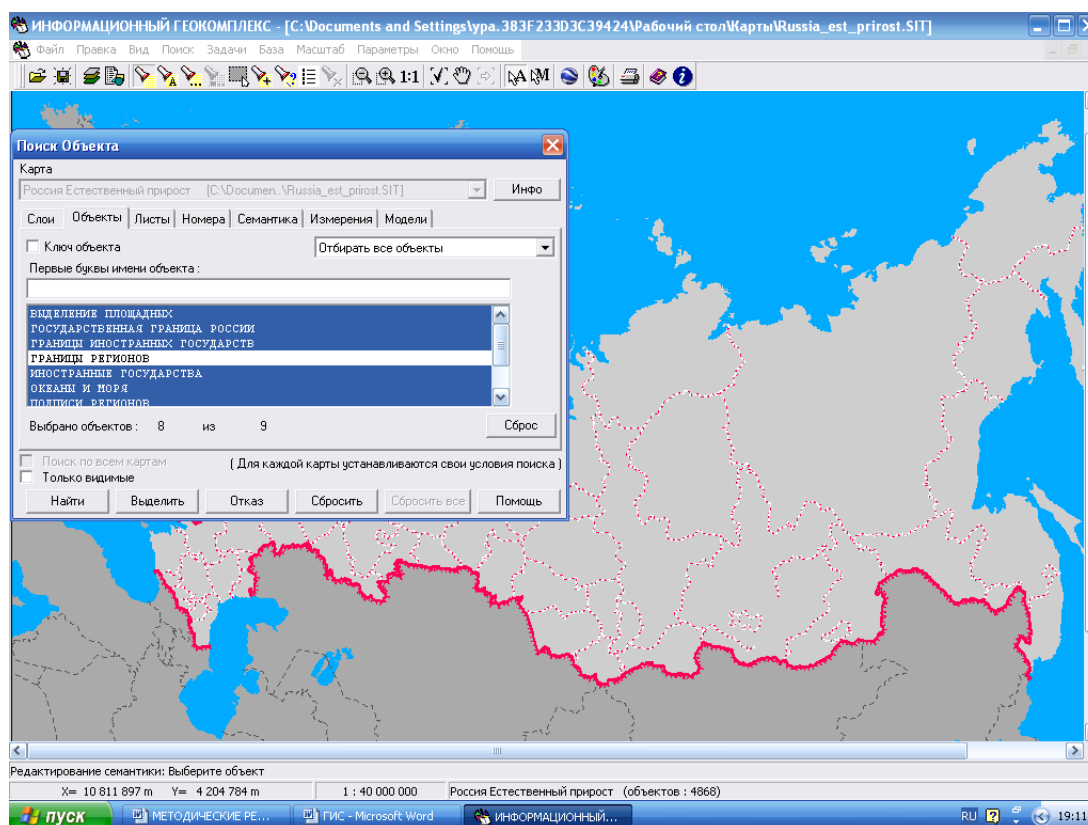 ИНФОРМАЦИОННЫЙ ГЕОКОМПЛЕКС - [C:\Documents and Settings\ypa.383F233D3C39424\Рабочий стол\Карты\Russia_est_prirost.SIT]
Файл Правка Вид Поиск Задачи База Масштаб Параметры Окно Помощь
1:1
Поиск Объекта
Карта
Россия Естественный прирост [C:\Documen..\Russia_est_prirost.SIT] Инфо
Слои Объекты Листы Номера Семантика Измерения Модели
Ключ объекта Отбирать все объекты
Первые буквы имени объекта :
ВЫДЕЛЕНИЕ ПЛОЩАДНЫХ
ГОСУДАРСТВЕННАЯ ГРАНИЦА РОССИИ
ГРАНИЦЫ ИНОСТРАННЫХ ГОСУДАРСТВ
ГРАНИЦЫ РЕГИОНОВ
ИНОСТРАННЫЕ ГОСУДАРСТВА
ОКЕАНЫ И МОРЯ
ПОДПИСИ РЕГИОНОВ
Выбрано объектов : 8 из 9 Сброс
Поиск по всем картам ( Для каждой карты устанавливаются свои условия поиска )
Только видимые
Найти Выделить Отказ Сбросить Сбросить все Помощь
Редактирование семантики: Выберите объект
X= 10 811 897 m Y= 4 204 784 m 1 : 40 000 000 Россия Естественный прирост (объектов : 4868)
пуск МЕТОДИЧЕСКИЕ РЕ... ГИС - Microsoft Word ИНФОРМАЦИОННЫЙ... RU 19:11